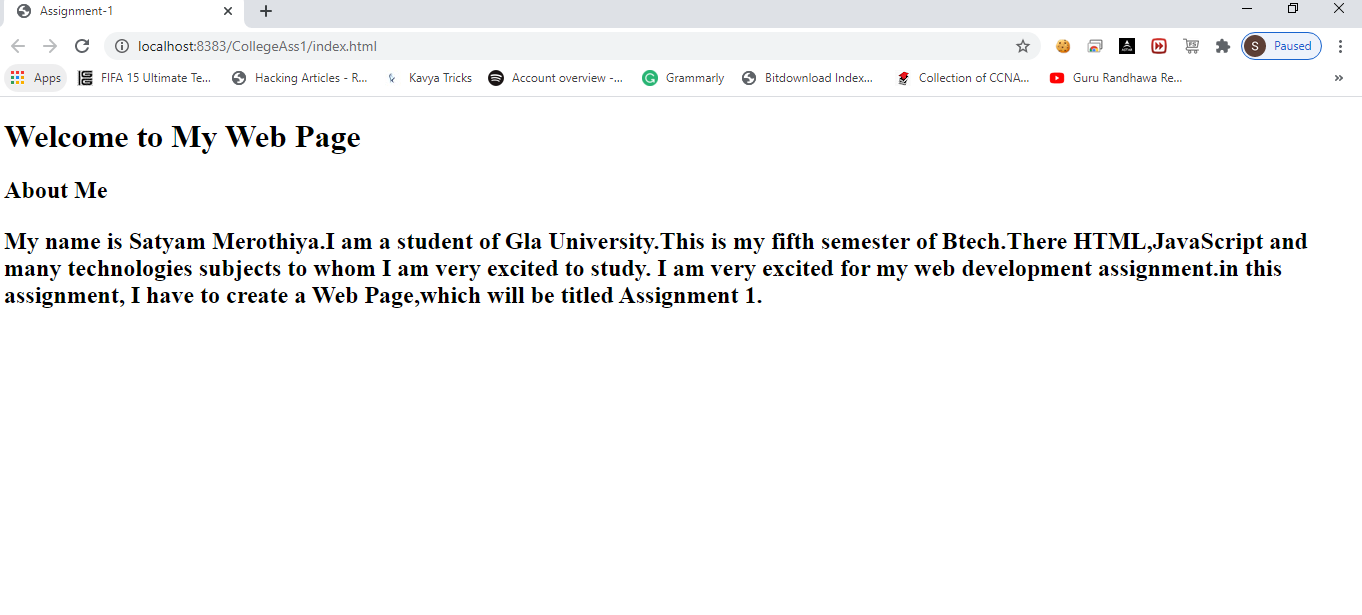 Assignment-1
localhost:8383/CollegeAss1/index.html
S Paused
Apps FIFA 15 Ultimate Te... Hacking Articles - R... Kavya Tricks Account overview -... Grammarly Bitdownload Index... Collection of CCNA... Guru Randhawa Re... »
Welcome to My Web Page
About Me
My name is Satyam Merothiya.I am a student of Gla University.This is my fifth semester of Btech.There HTML,JavaScript and
many technologies subjects to whom I am very excited to study. I am very excited for my web development assignment.in this
assignment, I have to create a Web Page,which will be titled Assignment 1.